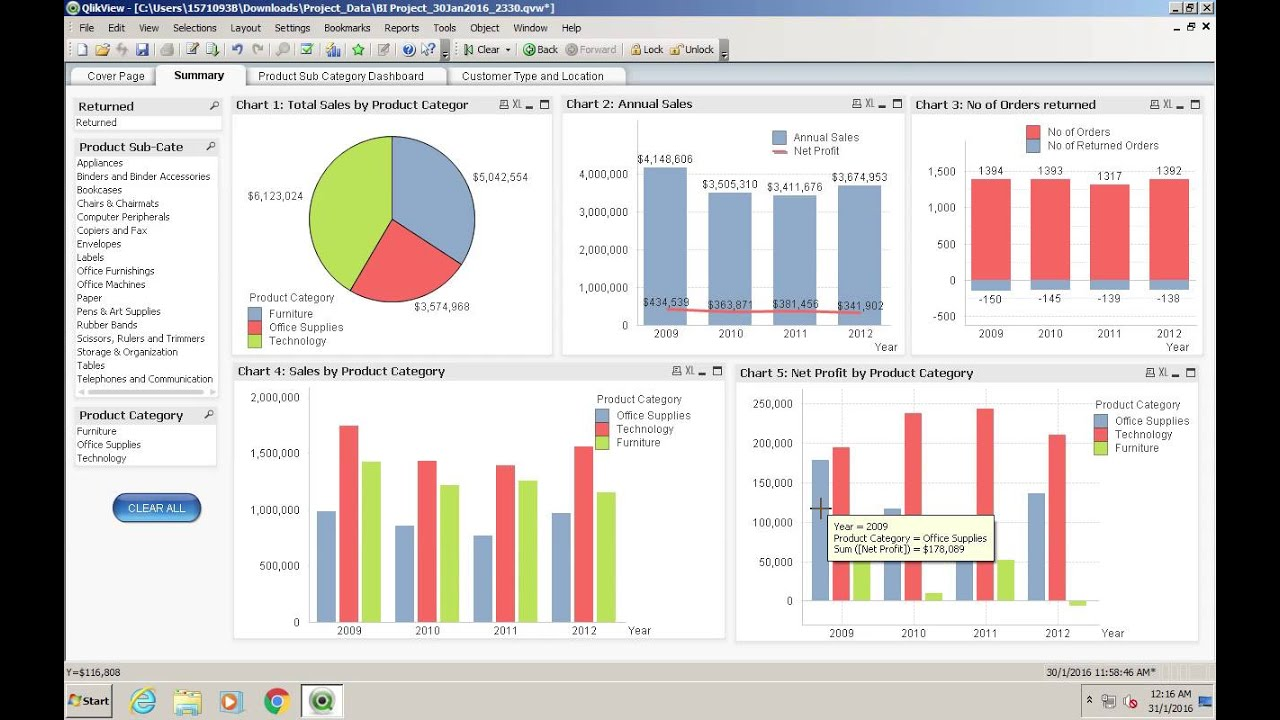 QlikView - [C:\Users\1571093B\Downloads\Project_Data\BI Project_30Jan2016_2330.qvw*]
File Edit View Selections Layout Settings Bookmarks Reports Tools Object Window Help
Clear Back Forward Lock Unlock
Cover Page Summary Product Sub Category Dashboard Customer Type and Location
Returned
Returned
Product Sub-Cate
Appliances
Binders and Binder Accessories
Bookcases
Chairs & Chairmats
Computer Peripherals
Copiers and Fax
Envelopes
Labels
Office Furnishings
Office Machines
Paper
Pens & Art Supplies
Rubber Bands
Scissors, Rulers and Trimmers
Storage & Organization
Tables
Telephones and Communication
Product Category
Furniture
Office Supplies
Technology
CLEAR ALL
Chart 1: Total Sales by Product Categor XL
$5,042,554
$6,123,024
$3,574,968
Product Category
Furniture
Office Supplies
Technology
Chart 2: Annual Sales XL
Annual Sales
Net Profit
$4,148,606
$3,505,310
$3,411,676
$3,674,953
4,000,000
3,000,000
2,000,000
1,000,000
0
$434,539 $363,871 $381,456 $341,902
2009 2010 2011 2012
Year
Chart 3: No of Orders returned XL
No of Orders
No of Returned Orders
1394 1393 1317 1392
1,500
1,000
500
0
-500
-150 -145 -139 -138
2009 2010 2011 2012
Year
Chart 4: Sales by Product Category XL
Product Category
Office Supplies
Technology
Furniture
2,000,000
1,500,000
1,000,000
500,000
0
2009 2010 2011 2012 Year
Chart 5: Net Profit by Product Category XL
Product Category
Office Supplies
Technology
Furniture
250,000
200,000
150,000
100,000
50,000
0
Year = 2009
Product Category = Office Supplies
Sum ([Net Profit]) = $178,089
2009 2010 2011 2012 Year
Y=$116,808
30/1/2016 11:58:46 AM*
Start
12:16 AM
31/1/2016